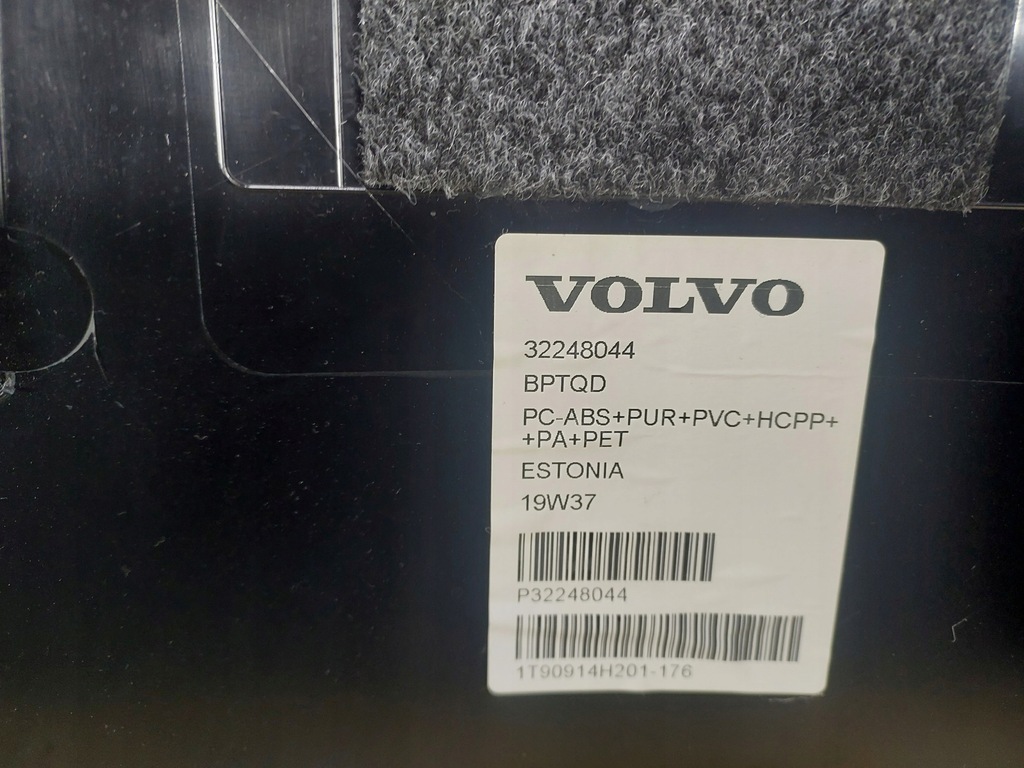 VOLVO
32248044
BPTQD
PC-ABS+PUR+PVC+HCPP+
+PA+PET
ESTONIA
19W37
P32248044
1T90914H201-176